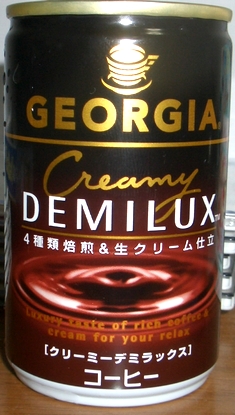 GEORGIA
Creamy
DEMILUX TM
4種類焙煎&生クリーム仕立
Luxury taste of rich coffee &
cream for your relax
[クリーミーデミラックス]
コーヒー